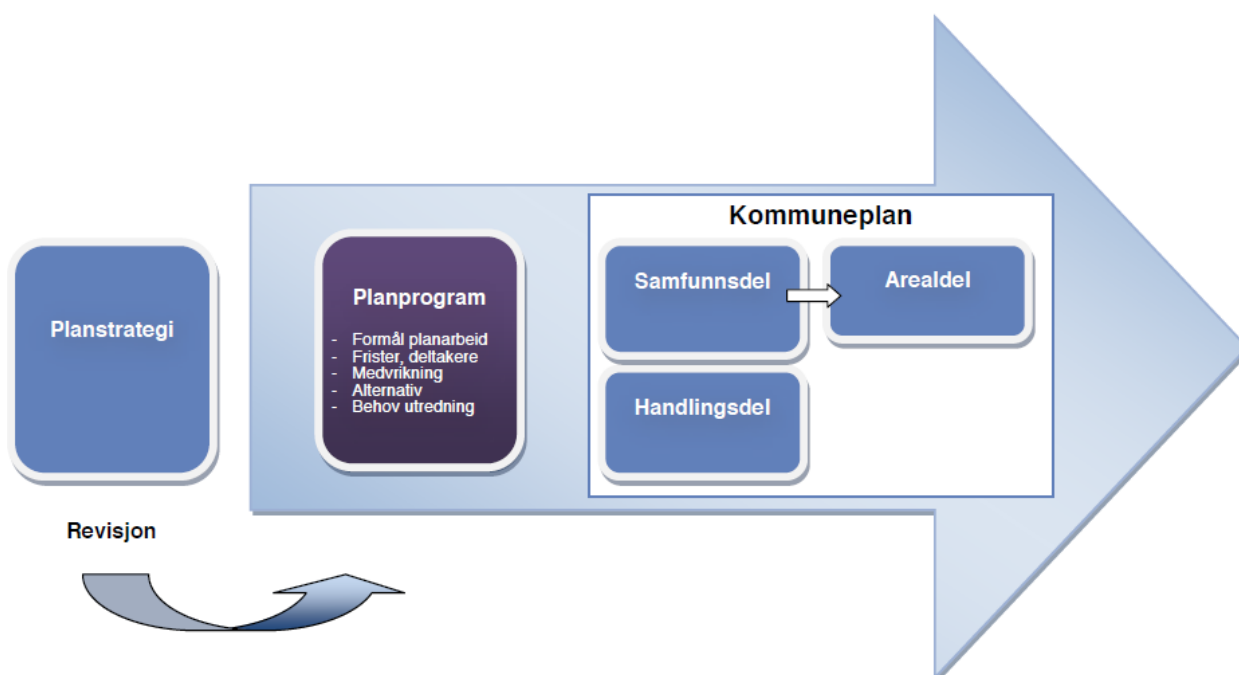 Planstrategi
Revisjon
Planprogram
- Formål planarbeid
- Frister, deltakere
- Medvrikning
- Alternativ
- Behov utredning
Kommuneplan
Samfunnsdel
Arealdel
Handlingsdel